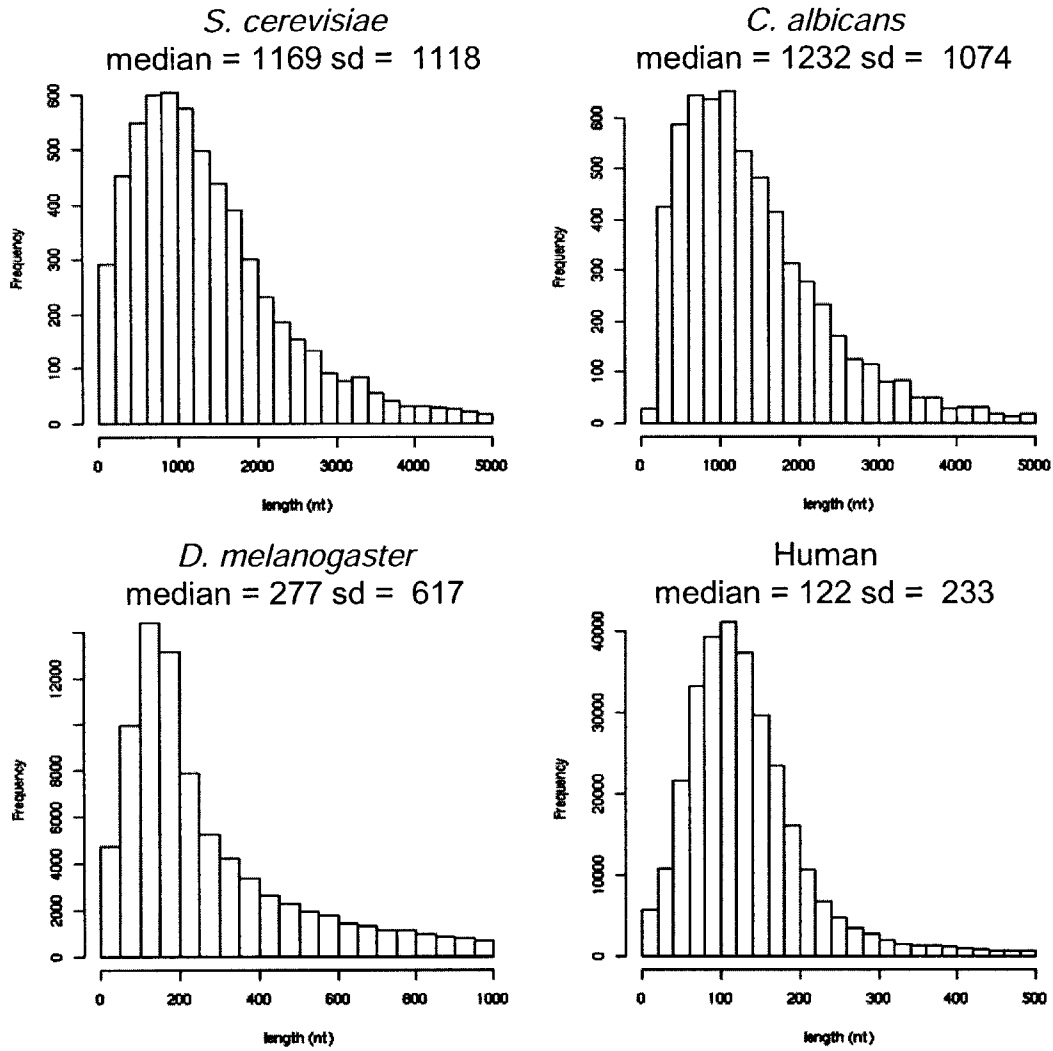 S. cerevisiae
median = 1169 sd = 1118
600
500
400
300
200
100
0
Frequency
0 1000 2000 3000 4000 5000
length (nt)
C. albicans
median = 1232 sd = 1074
600
500
400
300
200
100
0
Frequency
0 1000 2000 3000 4000 5000
length (nt)
D. melanogaster
median = 277 sd = 617
12000
8000
6000
4000
2000
0
Frequency
0 200 400 600 800 1000
length (nt)
Human
median = 122 sd = 233
40000
30000
20000
10000
0
Frequency
0 100 200 300 400 500
length (nt)